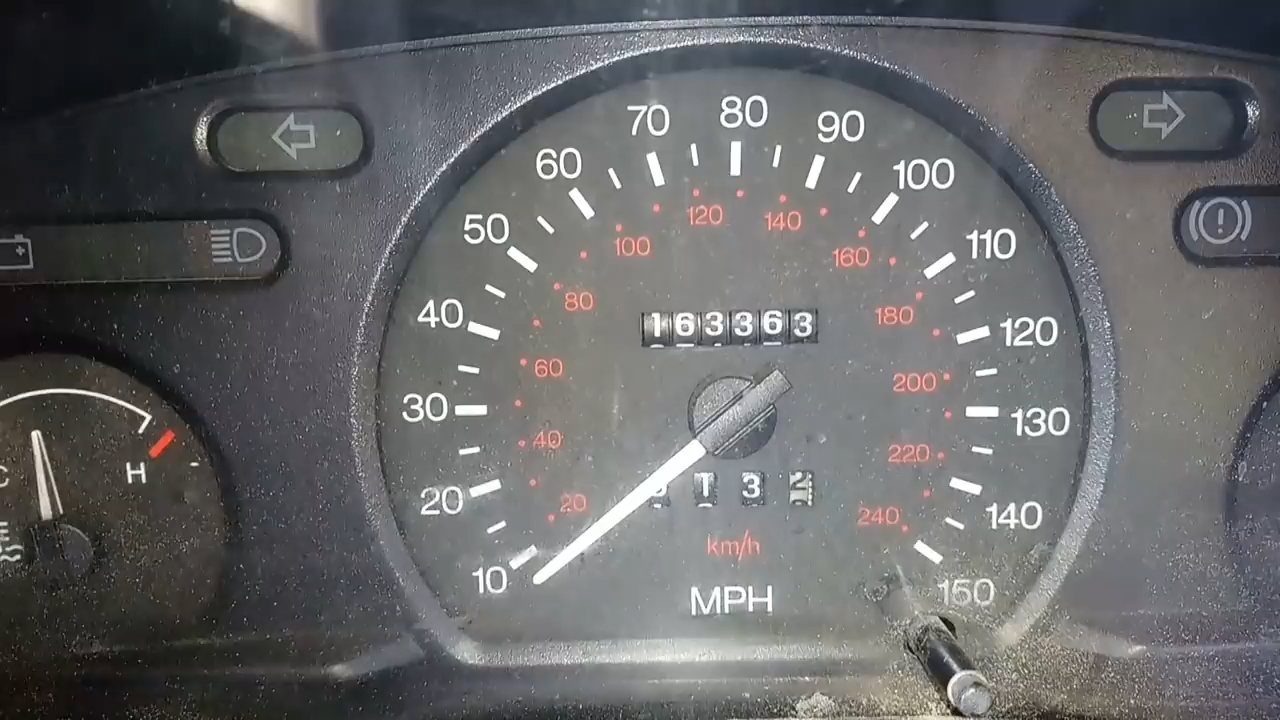 70 80 90
60 100
120 140
50 100 160 110
40 80 180 120
163363
60 200
30 130
C H 40 220
20 20 132 240 140
km/h
10 MPH 150